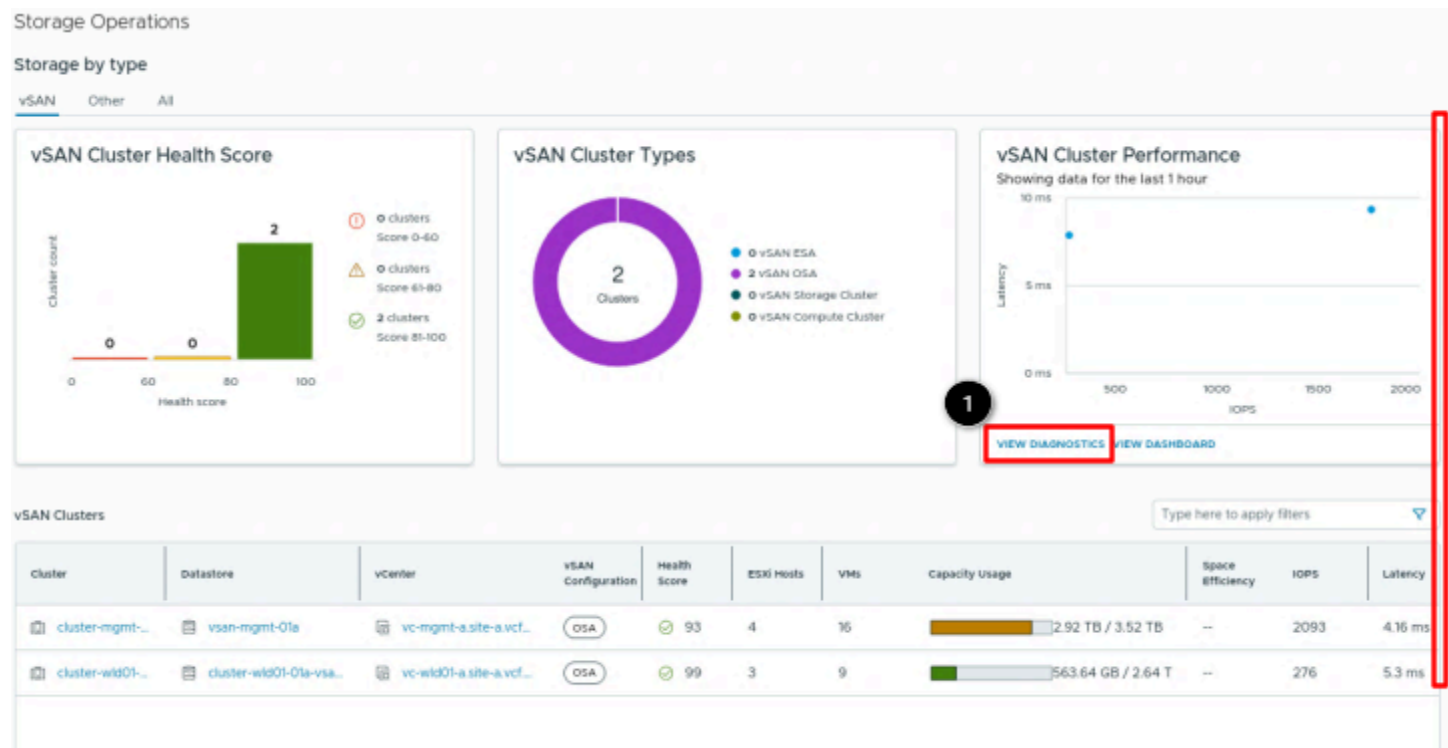 Storage Operations
Storage by type
vSAN Other All
vSAN Cluster Health Score
Cluster count
2
0
0
0 60 80 100
Health score
0 clusters
Score 0-60
0 clusters
Score 61-80
2 clusters
Score 81-100
vSAN Cluster Types
2
Clusters
0 vSAN ESA
2 vSAN OSA
0 vSAN Storage Cluster
0 vSAN Compute Cluster
vSAN Cluster Performance
Showing data for the last 1 hour
10 ms
Latency
5 ms
0 ms
500 1000 1500 2000
IOPS
1
VIEW DIAGNOSTICS VIEW DASHBOARD
vSAN Clusters
Type here to apply filters
Cluster Datastore vCenter vSAN Configuration Health Score ESXi Hosts VMs Capacity Usage Space Efficiency IOPS Latency
cluster-mgmt-... vsan-mgmt-01a vc-mgmt-a.site-a.vcf... OSA 93 4 16 2.92 TB / 3.52 TB -- 2093 4.16 ms
cluster-wld01-... cluster-wld01-01a-vsa... vc-wld01-a.site-a.vcf... OSA 99 3 9 563.64 GB / 2.64 T -- 276 5.3 ms